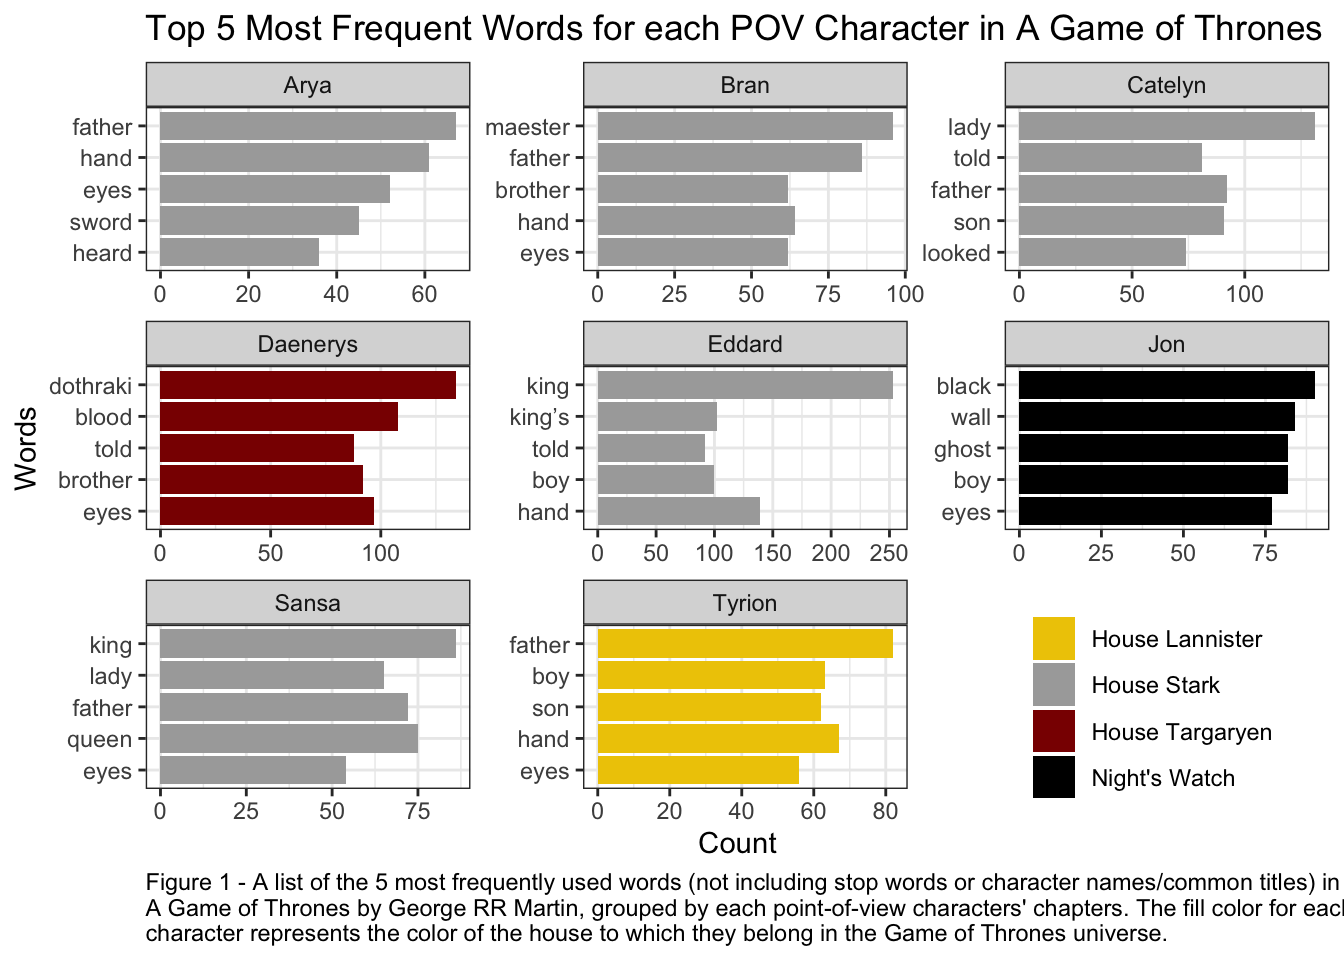 Top 5 Most Frequent Words for each POV Character in A Game of Thrones
Arya
father
hand
eyes
sword
heard
0 20 40 60
Bran
maester
father
brother
hand
eyes
0 25 50 75 100
Catelyn
lady
told
father
son
looked
0 50 100
Words
Daenerys
dothraki
blood
told
brother
eyes
0 50 100
Eddard
king
king’s
told
boy
hand
0 50 100 150 200 250
Jon
black
wall
ghost
boy
eyes
0 25 50 75
Sansa
king
lady
father
queen
eyes
0 25 50 75
Tyrion
father
boy
son
hand
eyes
0 20 40 60 80
Count
House Lannister
House Stark
House Targaryen
Night's Watch
Figure 1 - A list of the 5 most frequently used words (not including stop words or character names/common titles) in
A Game of Thrones by George RR Martin, grouped by each point-of-view characters' chapters. The fill color for each
character represents the color of the house to which they belong in the Game of Thrones universe.